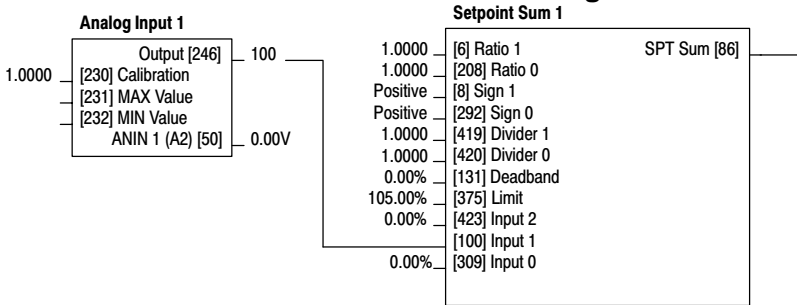 Analog Input 1
Output [246] 100
1.0000 [230] Calibration
[231] MAX Value
[232] MIN Value
ANIN 1 (A2) [50] 0.00V
Setpoint Sum 1
1.0000 [6] Ratio 1 SPT Sum [86]
1.0000 [208] Ratio 0
Positive [8] Sign 1
Positive [292] Sign 0
1.0000 [419] Divider 1
1.0000 [420] Divider 0
0.00% [131] Deadband
105.00% [375] Limit
0.00% [423] Input 2
[100] Input 1
0.00% [309] Input 0